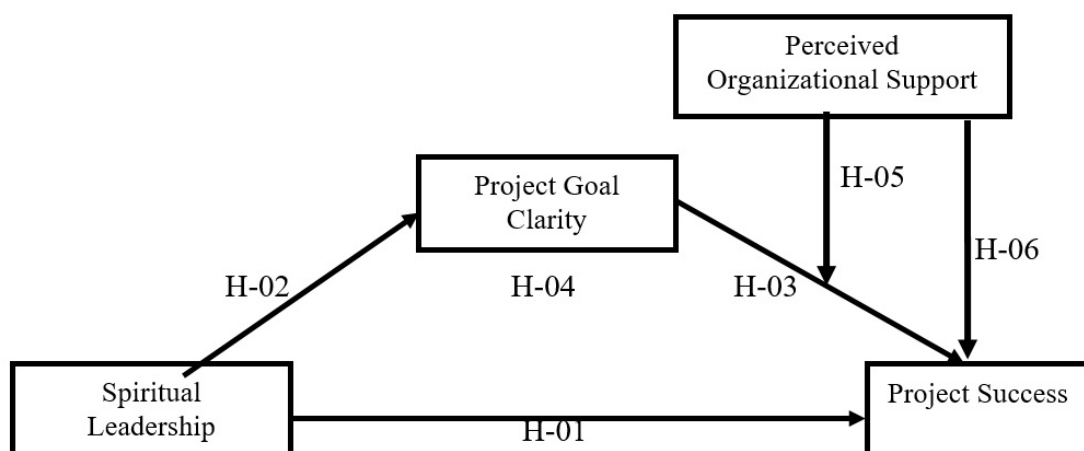 Perceived
Organizational Support
H-05
Project Goal
Clarity
H-06
H-02
H-04
H-03
Spiritual
Leadership
Project Success
H-01